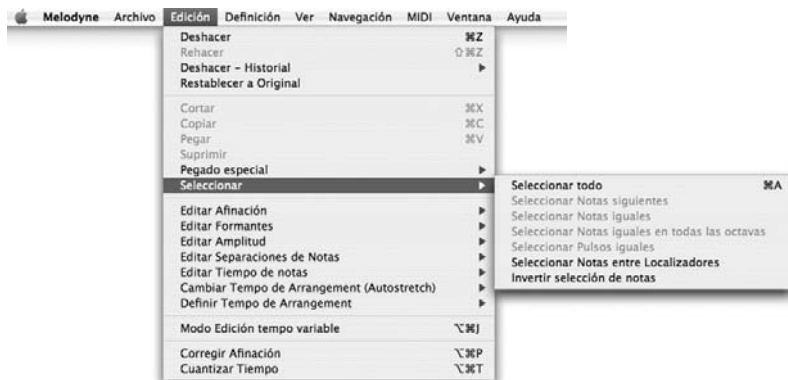 Melodyne Archivo Edición Definición Ver Navegación MIDI Ventana Ayuda
Deshacer ⌘Z
Rehacer ⇧⌘Z
Deshacer - Historial
Restablecer a Original
Cortar ⌘X
Copiar ⌘C
Pegar ⌘V
Suprimir
Pegado especial
Seleccionar
Editar Afinación
Editar Formantes
Editar Amplitud
Editar Separaciones de Notas
Editar Tiempo de notas
Cambiar Tempo de Arrangement (Autostretch)
Definir Tempo de Arrangement
Modo Edición tempo variable ⌥⌘J
Corregir Afinación ⌥⌘P
Cuantizar Tiempo ⌥⌘T
Seleccionar todo ⌘A
Seleccionar Notas siguientes
Seleccionar Notas iguales
Seleccionar Notas iguales en todas las octavas
Seleccionar Pulsos iguales
Seleccionar Notas entre Localizadores
Invertir selección de notas